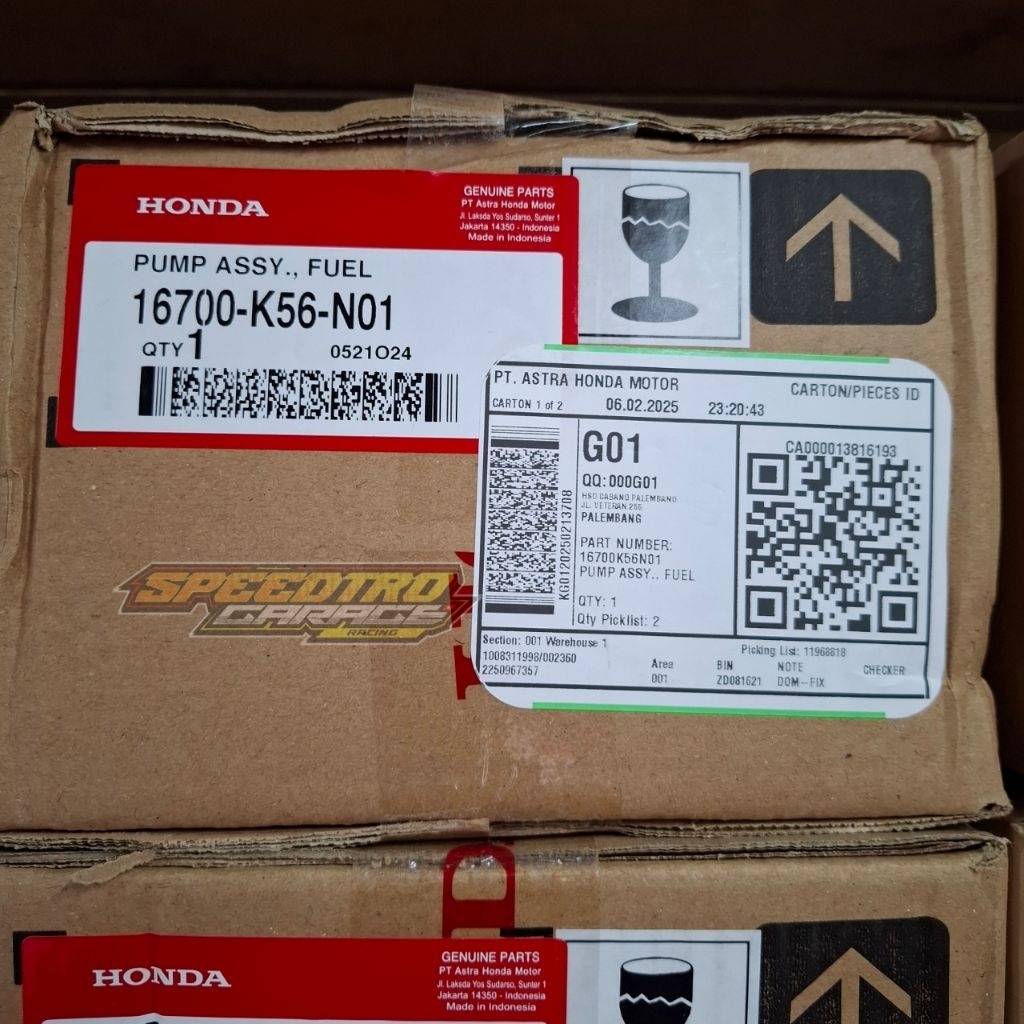 HONDA
GENUINE PARTS
PT Astra Honda Motor
Jl. Laksda Yos Sudarso, Sunter 1
Jakarta 14350 - Indonesia
Made in Indonesia
PUMP ASSY., FUEL
16700-K56-N01
QTY 1
0521O24
PT. ASTRA HONDA MOTOR
CARTON/PIECES ID
CARTON 1 of 2 06.02.2025 23:20:43
KG0120250213708
G01
QQ:000G01
HSO CABANG PALEMBANG
JL. VETERAN 255
PALEMBANG
PART NUMBER:
16700K56N01
PUMP ASSY.. FUEL
QTY: 1
Qty Picklist: 2
CA000013816193
Section: 001 Warehouse 1
Picking List: 11968818
1008311998/002360
2250967357
Area
001
BIN
ZD081621
NOTE
DOM-FIX
CHECKER
SPEEDTRO
GARAGE
RACING
HONDA
GENUINE PARTS
PT Astra Honda Motor
Jl. Laksda Yos Sudarso, Sunter 1
Jakarta 14350 - Indonesia
Made in Indonesia